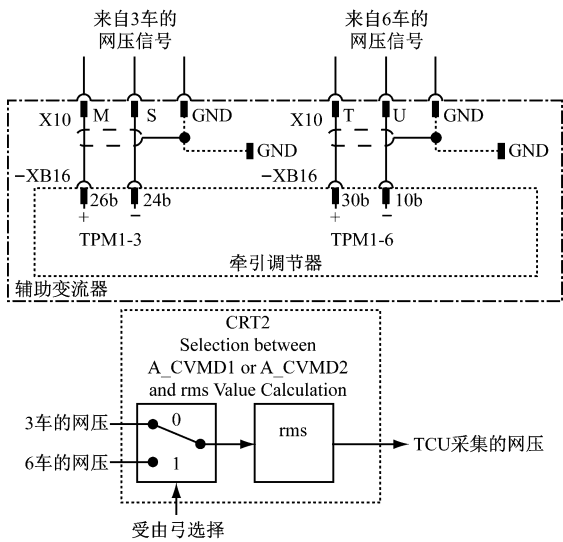 来自3车的
网压信号
来自6车的
网压信号
X10 M S GND
X10 T U GND
GND
GND
-XB16
-XB16
26b 24b
30b 10b
+ -
+ -
TPM1-3
TPM1-6
牵引调节器
辅助变流器
CRT2
Selection between
A_CVMD1 or A_CVMD2
and rms Value Calculation
3车的网压
0
rms
TCU采集的网压
6车的网压
1
受由弓选择